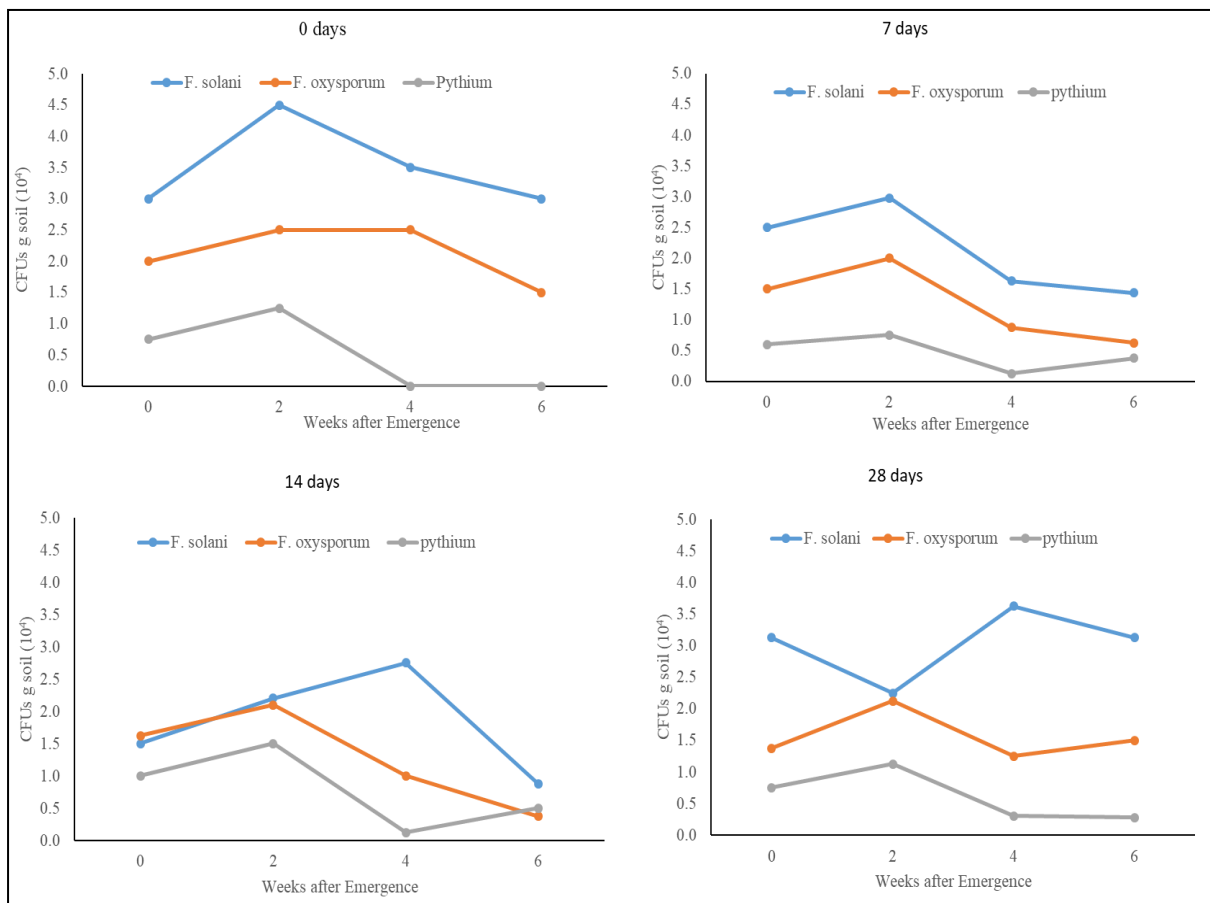 0 days
F. solani F. oxysporum Pythium
5.0
4.5
4.0
3.5
3.0
2.5
2.0
1.5
1.0
0.5
0.0
CFUs g soil (10⁴)
0 2 4 6
Weeks after Emergence
7 days
F. solani F. oxysporum pythium
5.0
4.5
4.0
3.5
3.0
2.5
2.0
1.5
1.0
0.5
0.0
CFUs g soil (10⁴)
0 2 4 6
Weeks after Emergence
14 days
F. solani F. oxysporum pythium
5.0
4.5
4.0
3.5
3.0
2.5
2.0
1.5
1.0
0.5
0.0
CFUs g soil (10⁴)
0 2 4 6
Weeks after Emergence
28 days
F. solani F. oxysporum pythium
5.0
4.5
4.0
3.5
3.0
2.5
2.0
1.5
1.0
0.5
0.0
CFUs g soil (10⁴)
0 2 4 6
Weeks after Emergence